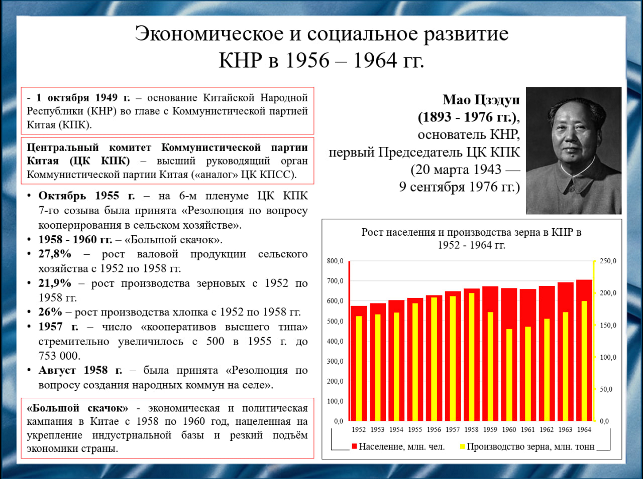 Экономическое и социальное развитие
КНР в 1956 – 1964 гг.
- 1 октября 1949 г. – основание Китайской Народной
Республики (КНР) во главе с Коммунистической партией
Китая (КПК).
Центральный комитет Коммунистической партии
Китая (ЦК КПК) – высший руководящий орган
Коммунистической партии Китая («аналог» ЦК КПСС).
• Октябрь 1955 г. – на 6-м пленуме ЦК КПК
7-го созыва была принята «Резолюция по вопросу
кооперирования в сельском хозяйстве».
• 1958 - 1960 гг. – «Большой скачок».
• 27,8% – рост валовой продукции сельского
хозяйства с 1952 по 1958 гг.
• 21,9% – рост производства зерновых с 1952 по
1958 гг.
• 26% – рост производства хлопка с 1952 по 1958 гг.
• 1957 г. – число «кооперативов высшего типа»
стремительно увеличилось с 500 в 1955 г. до
753 000.
• Август 1958 г. – была принята «Резолюция по
вопросу создания народных коммун на селе».
«Большой скачок» - экономическая и политическая
кампания в Китае с 1958 по 1960 год, нацеленная на
укрепление индустриальной базы и резкий подъём
экономики страны.
Мао Цзэдун
(1893 - 1976 гг.),
основатель КНР,
первый Председатель ЦК КПК
(20 марта 1943 —
9 сентября 1976 гг.)
Рост населения и производства зерна в КНР в
1952 - 1964 гг.
800,0
700,0
600,0
500,0
400,0
300,0
200,0
100,0
0,0
250,0
200,0
150,0
100,0
50,0
0,0
1952 1953 1954 1955 1956 1957 1958 1959 1960 1961 1962 1963 1964
Население, млн. чел. Производство зерна, млн. тонн